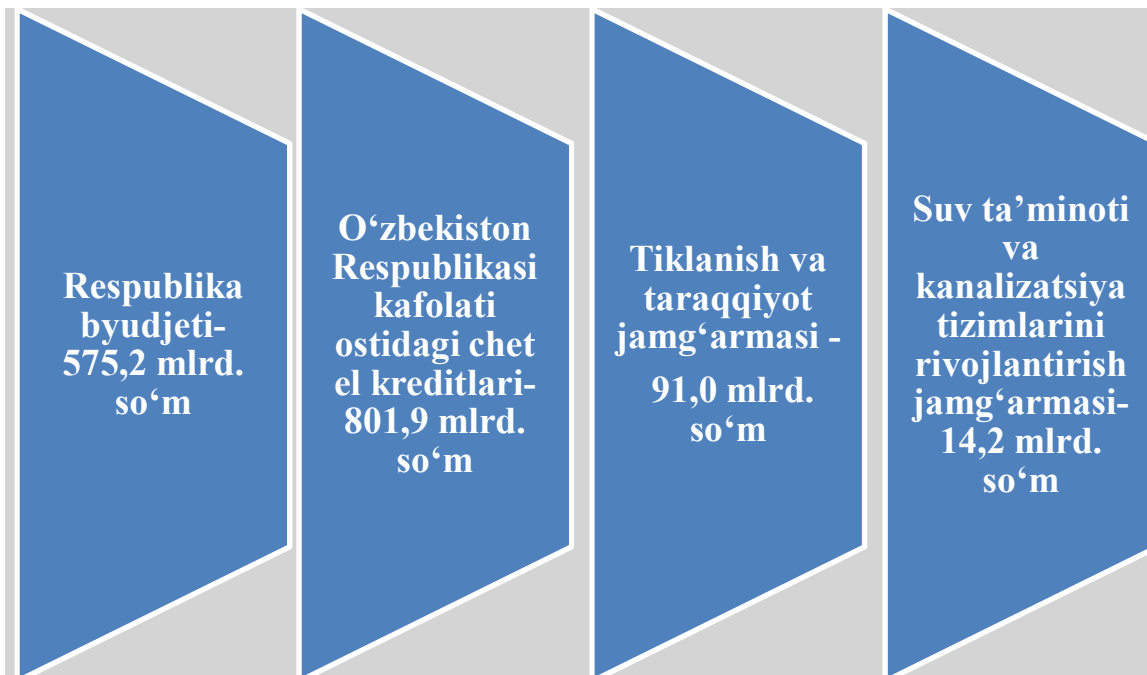 Respublika
byudjeti-
575,2 mlrd.
so‘m
O‘zbekiston
Respublikasi
kafolati
ostidagi chet
el kreditlari-
801,9 mlrd.
so‘m
Tiklanish va
taraqqiyot
jamg‘armasi -
91,0 mlrd.
so‘m
Suv ta’minoti
va
kanalizatsiya
tizimlarini
rivojlantirish
jamg‘armasi-
14,2 mlrd.
so‘m